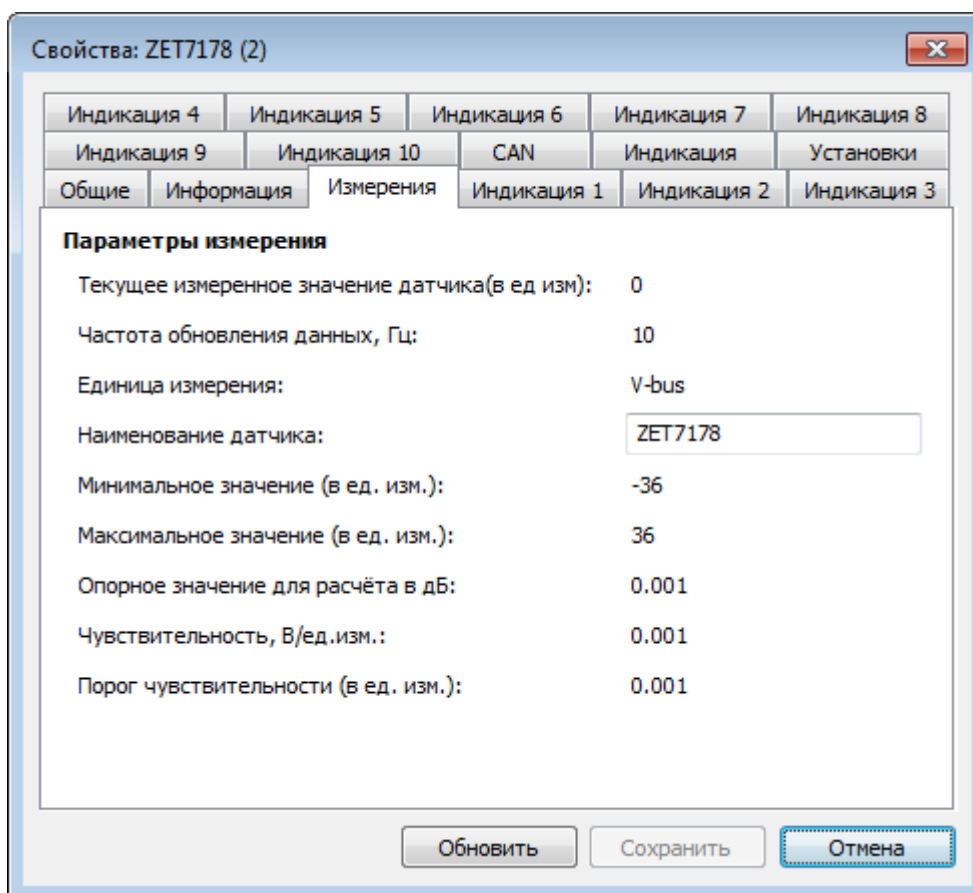 Свойства: ZET7178 (2)
Индикация 4 Индикация 5 Индикация 6 Индикация 7 Индикация 8
Индикация 9 Индикация 10 CAN Индикация Установки
Общие Информация Измерения Индикация 1 Индикация 2 Индикация 3
Параметры измерения
Текущее измеренное значение датчика(в ед изм): 0
Частота обновления данных, Гц: 10
Единица измерения: V-bus
Наименование датчика: ZET7178
Минимальное значение (в ед. изм.): -36
Максимальное значение (в ед. изм.): 36
Опорное значение для расчёта в дБ: 0.001
Чувствительность, В/ед.изм.: 0.001
Порог чувствительности (в ед. изм.): 0.001
Обновить Сохранить Отмена